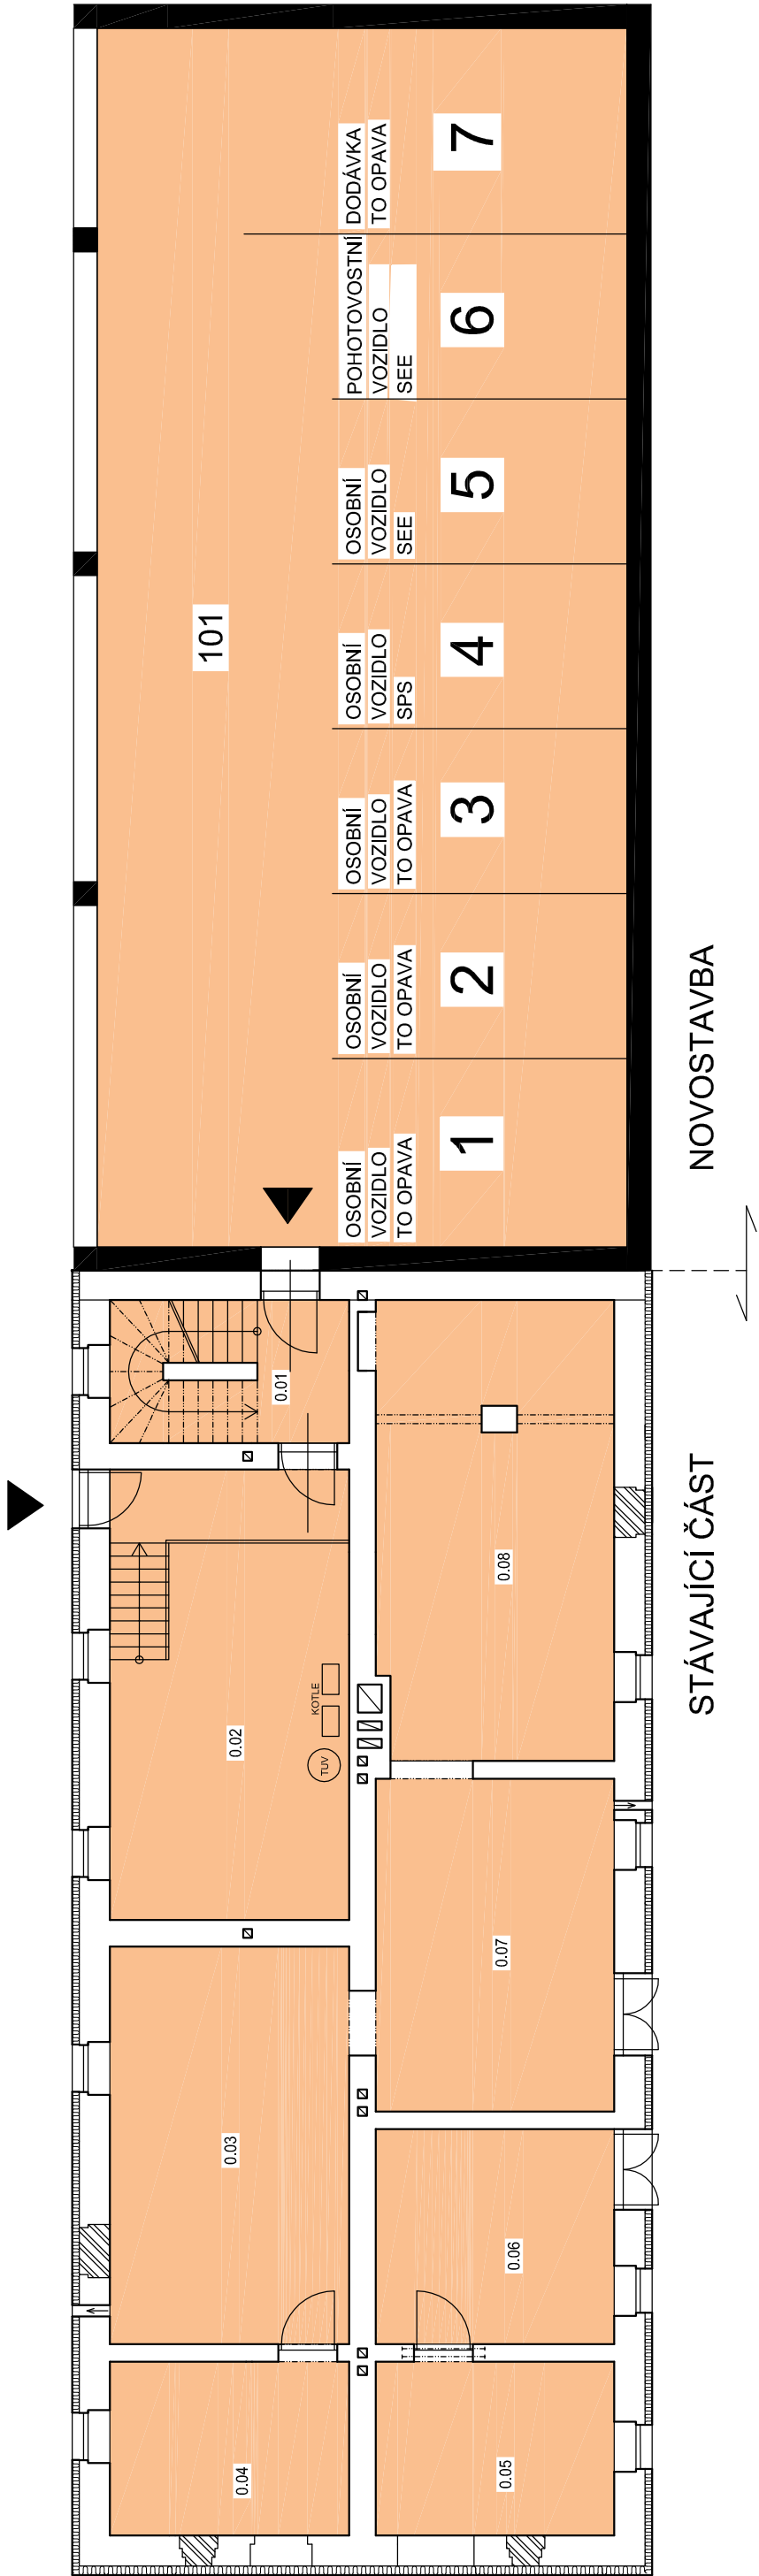 0.04
0.03
0.02
KOTLE
TUV
0.01
0.05
0.06
0.07
0.08
101
OSOBNÍ
VOZIDLO
TO OPAVA
1
OSOBNÍ
VOZIDLO
TO OPAVA
2
OSOBNÍ
VOZIDLO
TO OPAVA
3
OSOBNÍ
VOZIDLO
SPS
4
OSOBNÍ
VOZIDLO
SEE
5
POHOTOVOSTNÍ
VOZIDLO
SEE
6
DODÁVKA
TO OPAVA
7
STÁVAJÍCÍ ČÁST
NOVOSTAVBA